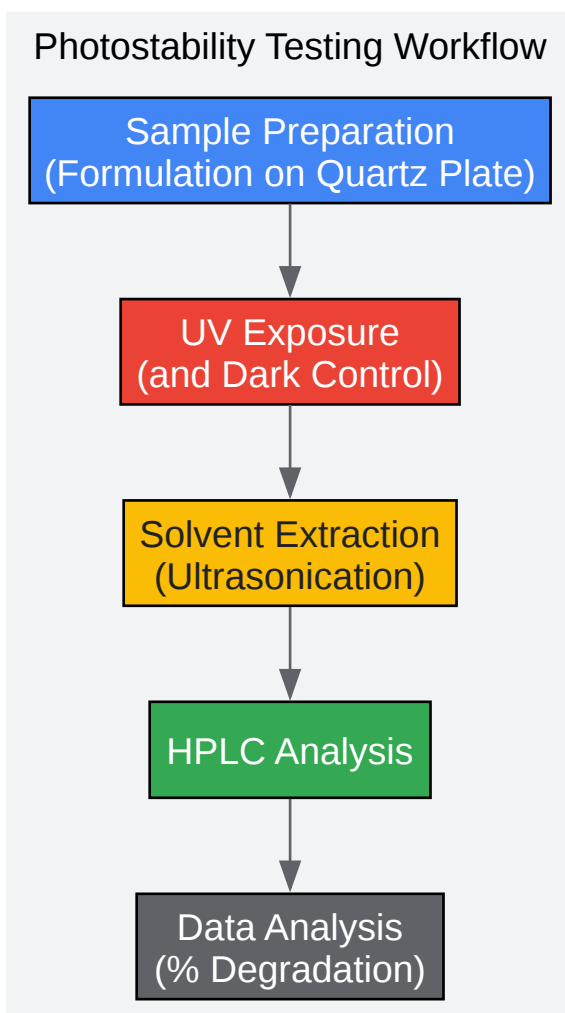 Photostability Testing Workflow
Sample Preparation
(Formulation on Quartz Plate)
UV Exposure
(and Dark Control)
Solvent Extraction
(Ultrasonication)
HPLC Analysis
Data Analysis
(% Degradation)